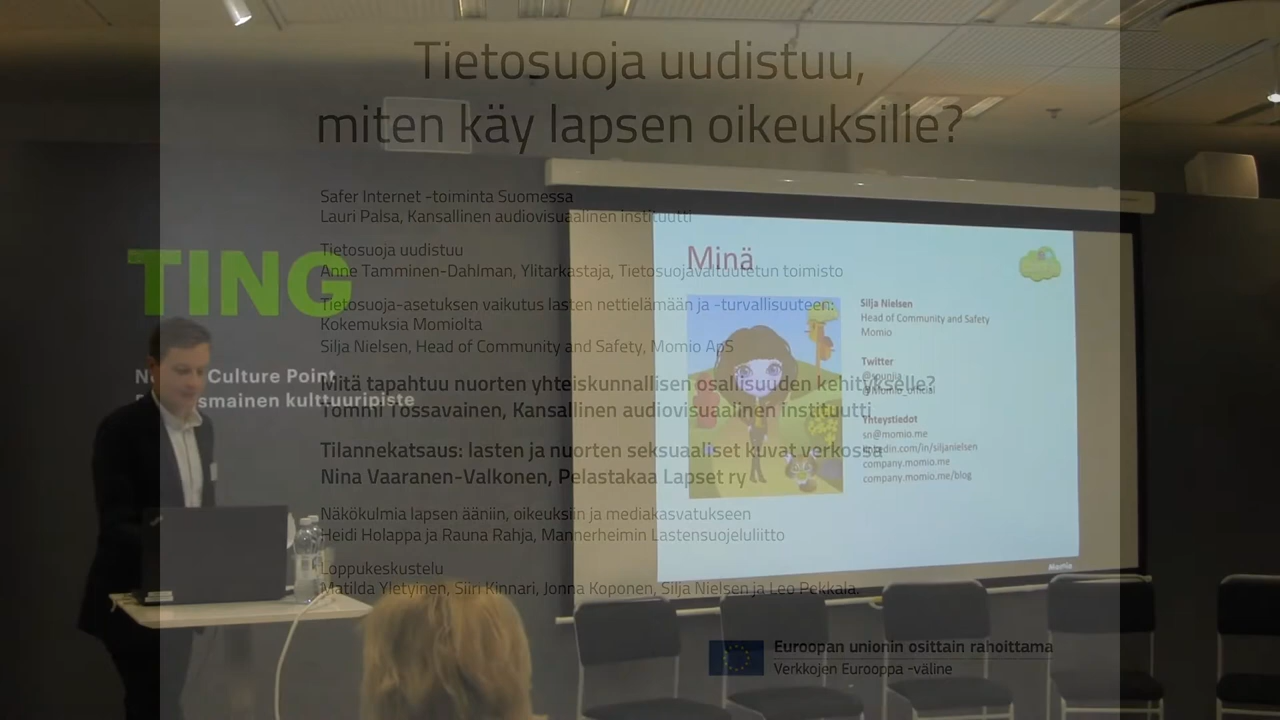 Tietosuoja uudistuu,
miten käy lapsen oikeuksille?
Safer Internet -toiminta Suomessa
Lauri Palsa, Kansallinen audiovisuaalinen instituutti
Tietosuoja uudistuu
Anne Tamminen-Dahlman, Ylitarkastaja, Tietosuojavaltuutetun toimisto
Tietosuoja-asetuksen vaikutus lasten nettielämään ja -turvallisuuteen:
Kokemuksia Momiolta
Silja Nielsen, Head of Community and Safety, Momio ApS
Mitä tapahtuu nuorten yhteiskunnallisen osallisuuden kehitykselle?
Tommi Tossavainen, Kansallinen audiovisuaalinen instituutti
Tilannekatsaus: lasten ja nuorten seksuaaliset kuvat verkossa
Nina Vaaranen-Valkonen, Pelastakaa Lapset ry
Näkökulmia lapsen ääniin, oikeuksiin ja mediakasvatukseen
Heidi Holappa ja Rauna Rahja, Mannerheimin Lastensuojeluliitto
Loppukeskustelu
Matilda Yletyinen, Siiri Kinnari, Jonna Koponen, Silja Nielsen ja Leo Pekkala.
Euroopan unionin osittain rahoittama
Verkkojen Eurooppa -väline
TING
Culture Point
kulttuuripiste
Minä
Silja Nielsen
Head of Community and Safety
Momio
Twitter
@Momio_official
Yhteystiedot
sn@momio.me
linkedin.com/in/siljanielsen
company.momio.me
company.momio.me/blog
Momio